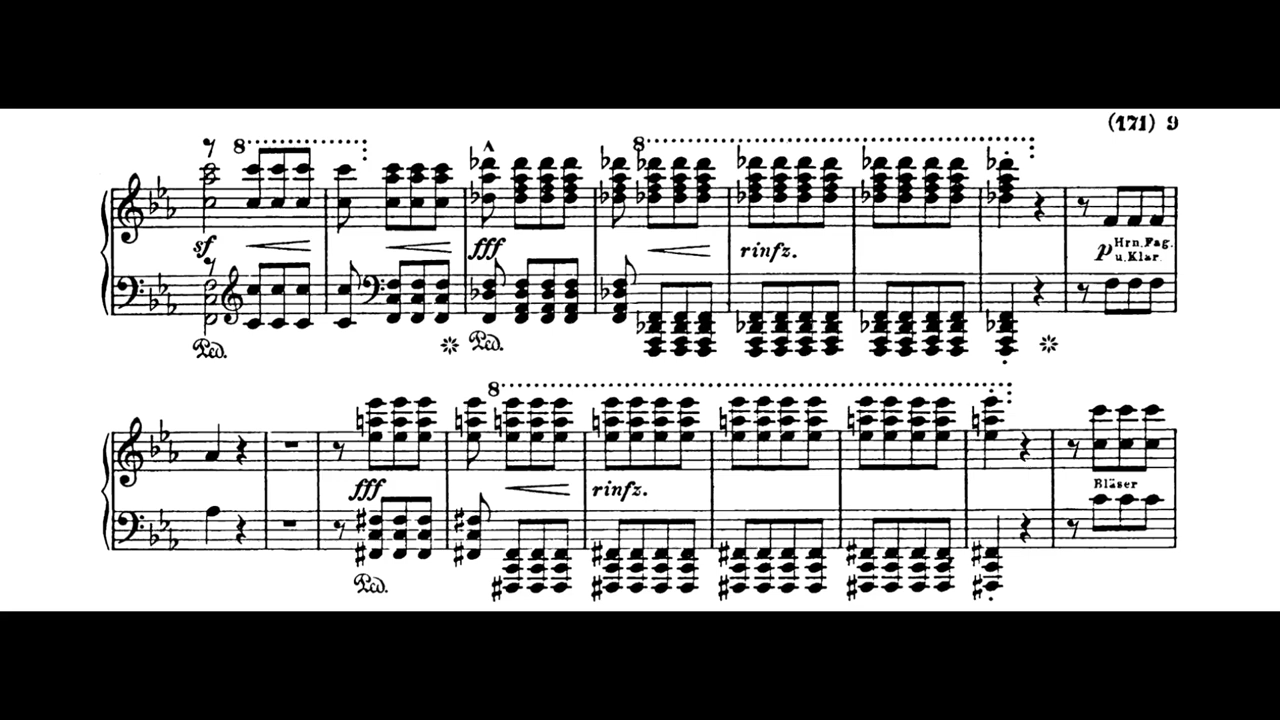 (171) 9
8 8
sf fff rinfz. p Hrn. Fag.
u. Klar.
Ped. Ped.
8
fff rinfz. Bläser
Ped.